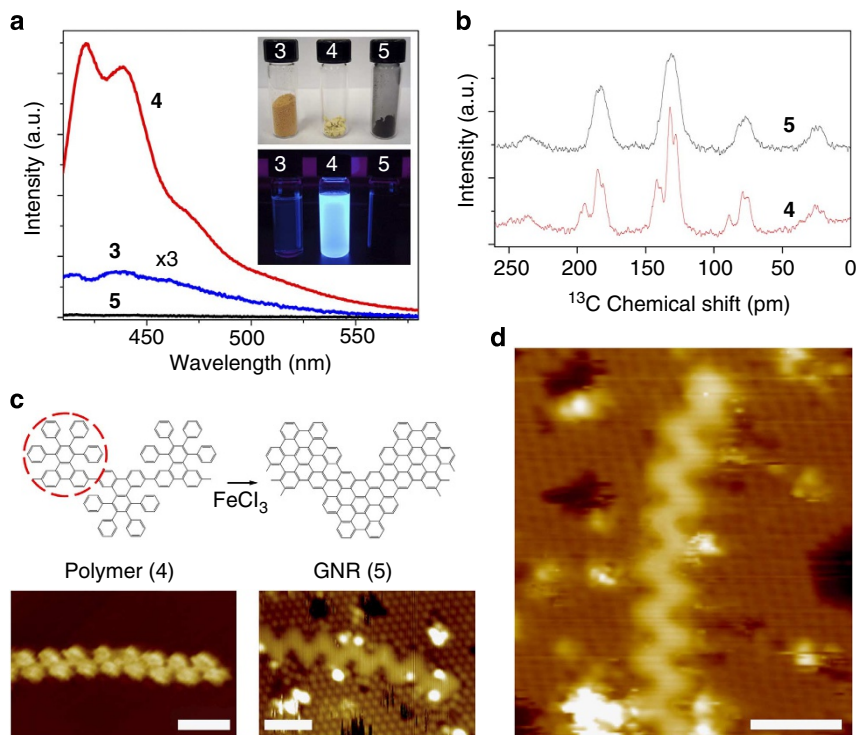 a
Intensity (a.u.)
4
3
x3
5
450
500
550
Wavelength (nm)
3 4 5
3 4 5
b
Intensity (a.u.)
5
4
250
200
150
100
50
0
13C Chemical shift (pm)
c
FeCl3
Polymer (4)
GNR (5)
d